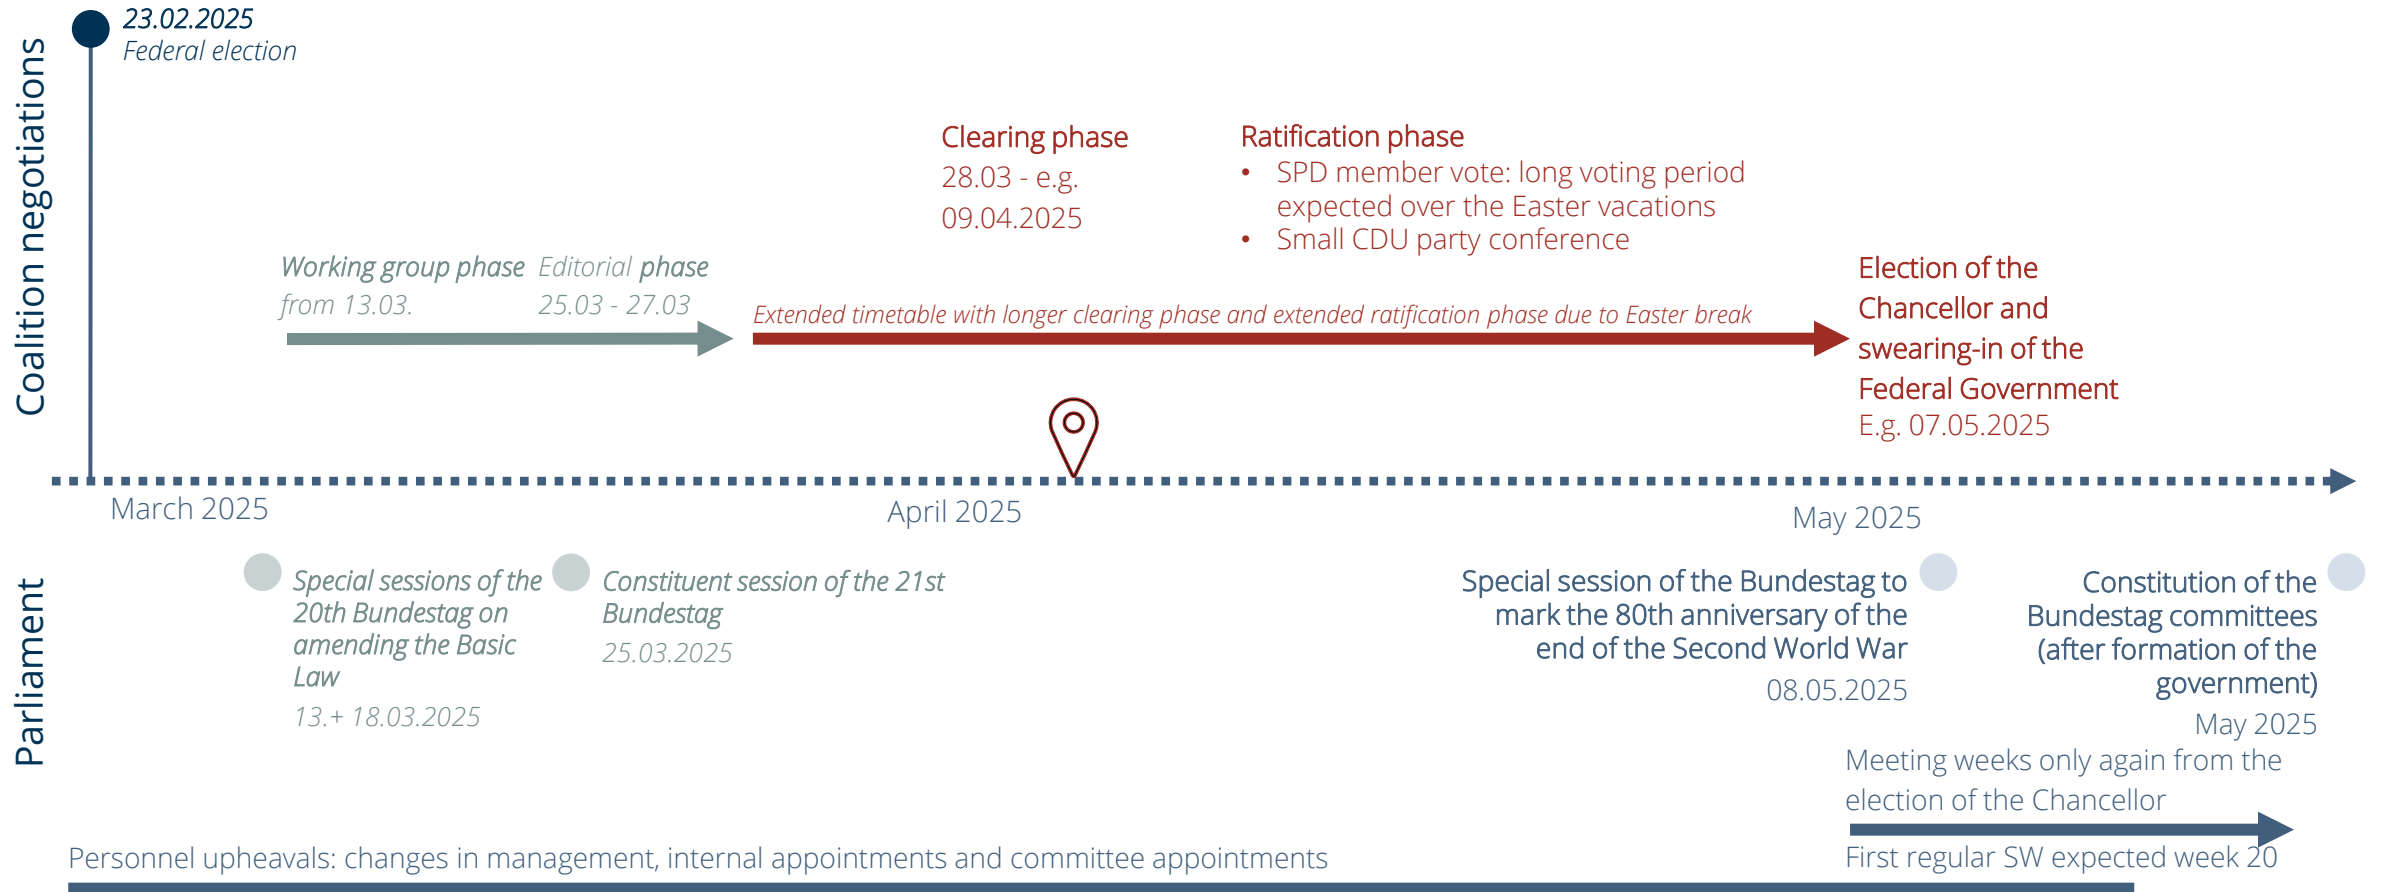 Coalition negotiations
23.02.2025
Federal election
Working group phase
from 13.03.
Editorial phase
25.03 - 27.03
Clearing phase
28.03 - e.g.
09.04.2025
Ratification phase
• SPD member vote: long voting period
expected over the Easter vacations
• Small CDU party conference
Extended timetable with longer clearing phase and extended ratification phase due to Easter break
Election of the
Chancellor and
swearing-in of the
Federal Government
E.g. 07.05.2025
March 2025
April 2025
May 2025
Parliament
Special sessions of the
20th Bundestag on
amending the Basic
Law
13.+ 18.03.2025
Constituent session of the 21st
Bundestag
25.03.2025
Special session of the Bundestag to
mark the 80th anniversary of the
end of the Second World War
08.05.2025
Constitution of the
Bundestag committees
(after formation of the
government)
May 2025
Meeting weeks only again from the
election of the Chancellor
First regular SW expected week 20
Personnel upheavals: changes in management, internal appointments and committee appointments